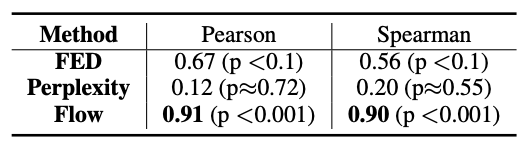 Method Pearson Spearman
FED 0.67 (p <0.1) 0.56 (p <0.1)
Perplexity 0.12 (p≈0.72) 0.20 (p≈0.55)
Flow 0.91 (p <0.001) 0.90 (p <0.001)